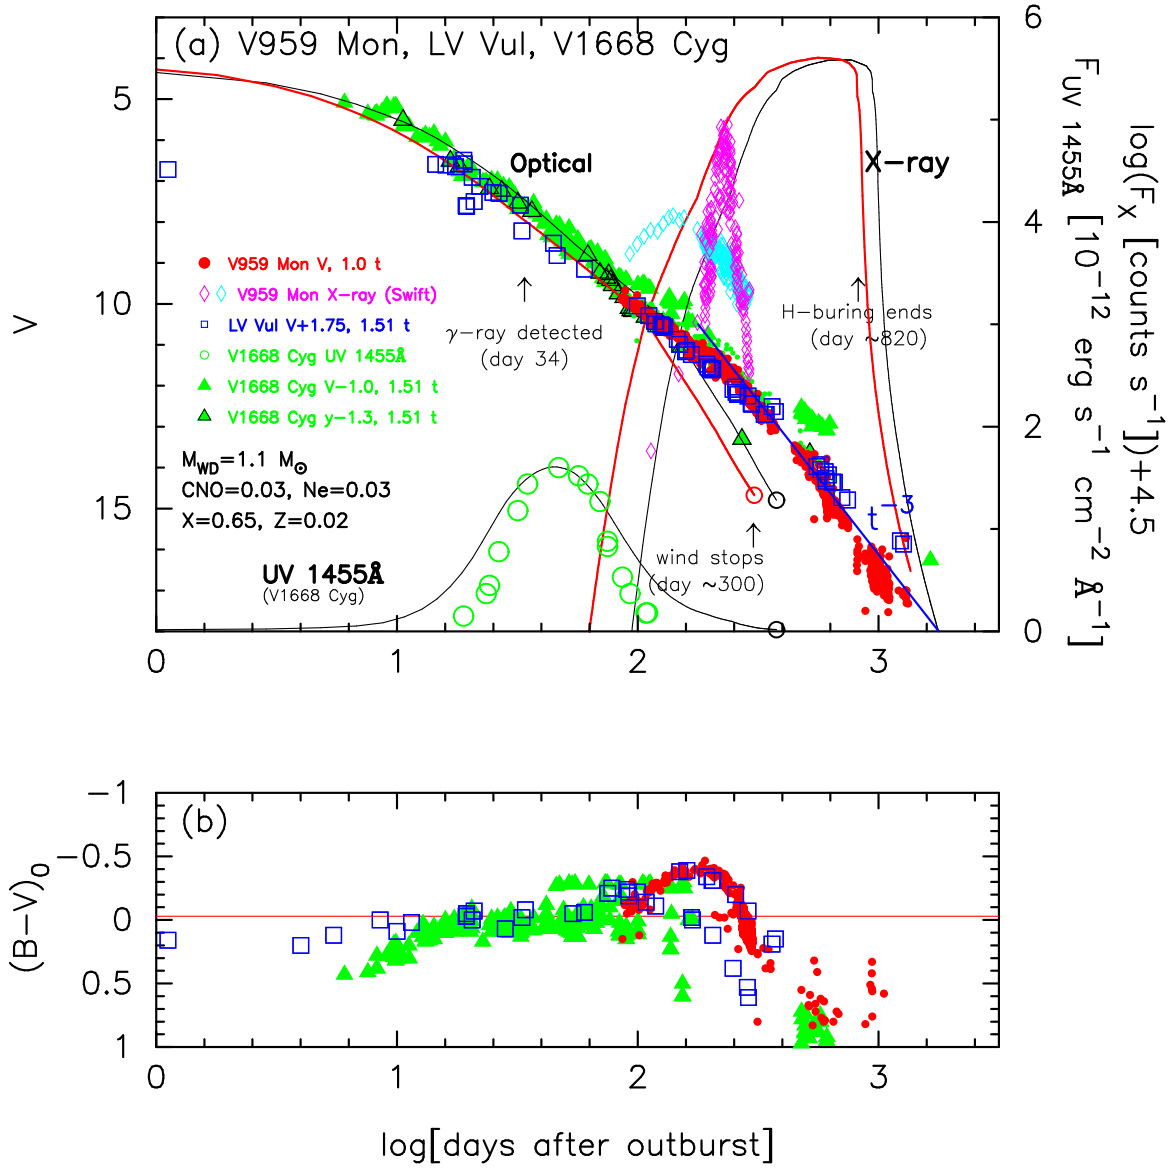 (a) V959 Mon, LV Vul, V1668 Cyg
6
5
Optical
X-ray
4
V959 Mon V, 1.0 t
V959 Mon X-ray (Swift)
LV Vul V+1.75, 1.51 t
V1668 Cyg UV 1455Å
V1668 Cyg V-1.0, 1.51 t
V1668 Cyg y-1.3, 1.51 t
γ-ray detected
(day 34)
H-buring ends
(day ~820)
10
V
2
M_WD=1.1 M_⊙
CNO=0.03, Ne=0.03
X=0.65, Z=0.02
15
t^-3
wind stops
(day ~300)
UV 1455Å
(V1668 Cyg)
0
0 1 2 3
log(F_X [counts s^-1])+4.5
F_UV 1455Å [10^-12 erg s^-1 cm^-2 Å^-1]
(b)
-1
-0.5
0
0.5
1
(B-V)_0
0 1 2 3
log[days after outburst]